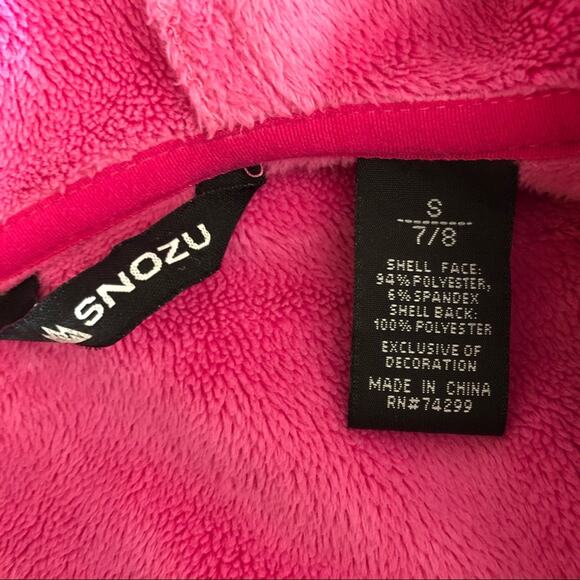 SNOZU
S
7/8
SHELL FACE:
94% POLYESTER,
6% SPANDEX
SHELL BACK:
100% POLYESTER
EXCLUSIVE OF
DECORATION
MADE IN CHINA
RN#74299